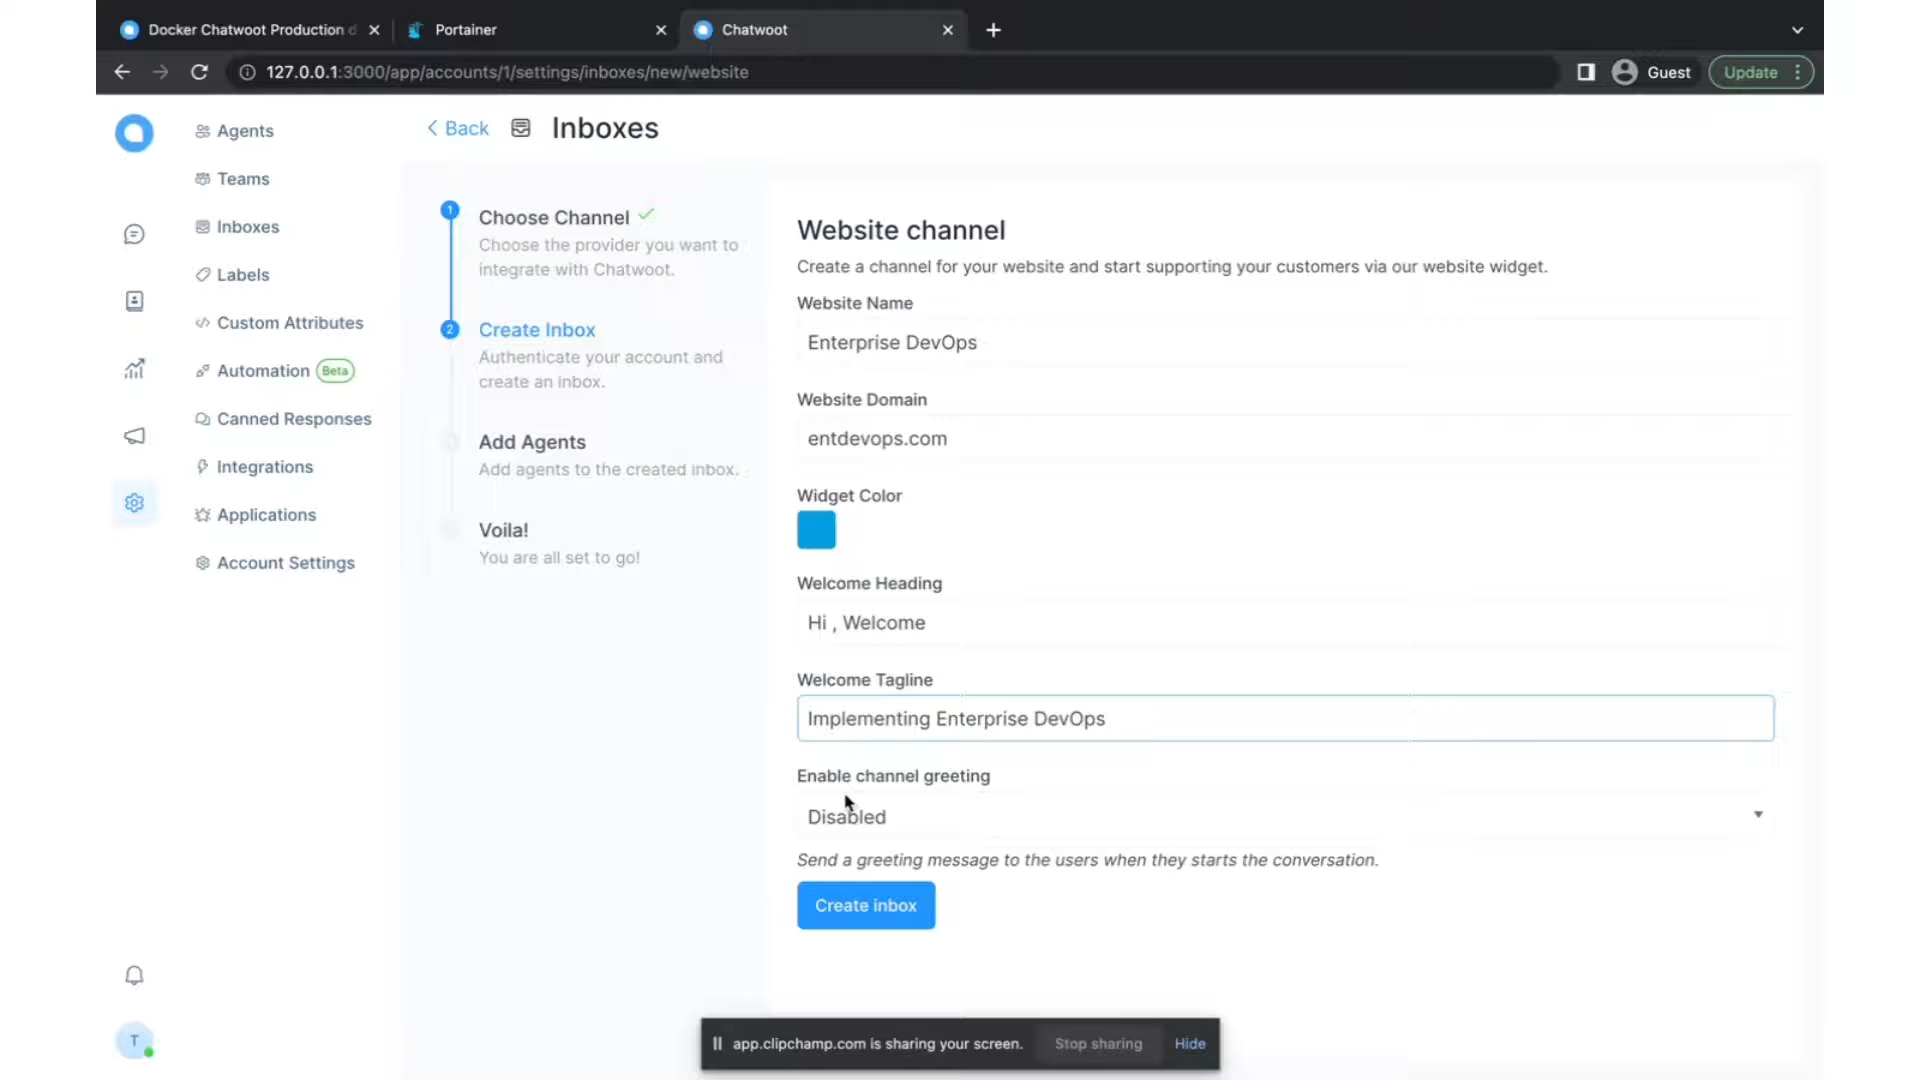 Docker Chatwoot Production d
Portainer
Chatwoot
127.0.0.1:3000/app/accounts/1/settings/inboxes/new/website
Guest
Update
Agents
Teams
Inboxes
Labels
Custom Attributes
Automation Beta
Canned Responses
Integrations
Applications
Account Settings
T
Back
Inboxes
1
Choose Channel
Choose the provider you want to
integrate with Chatwoot.
2
Create Inbox
Authenticate your account and
create an inbox.
Add Agents
Add agents to the created inbox.
Voila!
You are all set to go!
Website channel
Create a channel for your website and start supporting your customers via our website widget.
Website Name
Enterprise DevOps
Website Domain
entdevops.com
Widget Color
Welcome Heading
Hi , Welcome
Welcome Tagline
Implementing Enterprise DevOps
Enable channel greeting
Disabled
Send a greeting message to the users when they starts the conversation.
Create inbox
app.clipchamp.com is sharing your screen.
Stop sharing
Hide